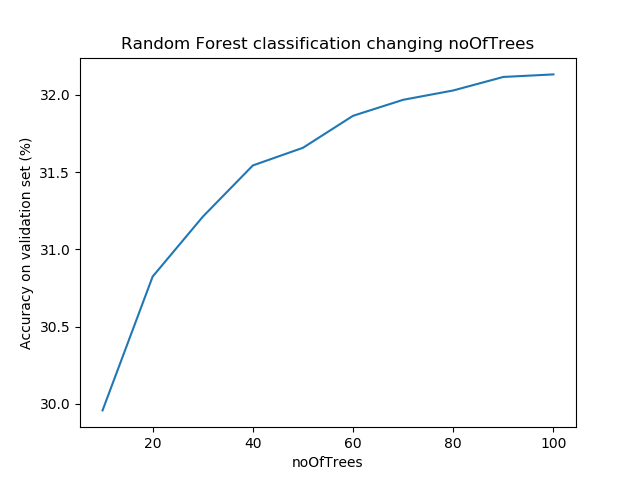 Random Forest classification changing noOfTrees
Accuracy on validation set (%)
32.0
31.5
31.0
30.5
30.0
20 40 60 80 100
noOfTrees